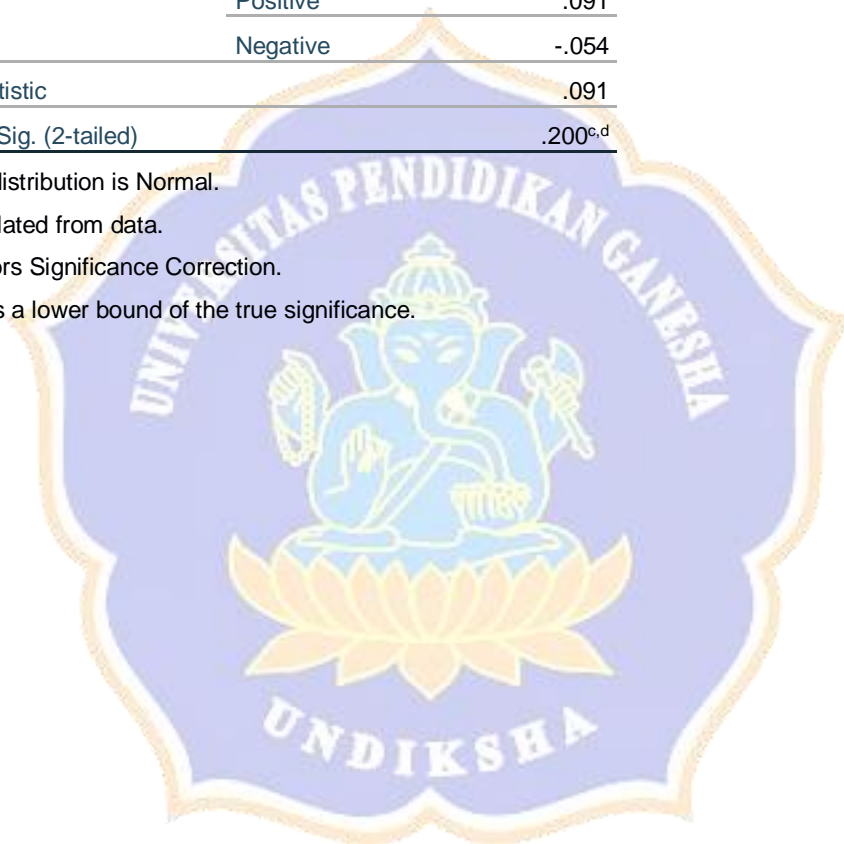 Positive .091
Negative -.054
tistic .091
Sig. (2-tailed) .200c,d
distribution is Normal.
lated from data.
ors Significance Correction.
s a lower bound of the true significance.
UNIVERSITAS PENDIDIKAN GANESHA
UNDIKSHA